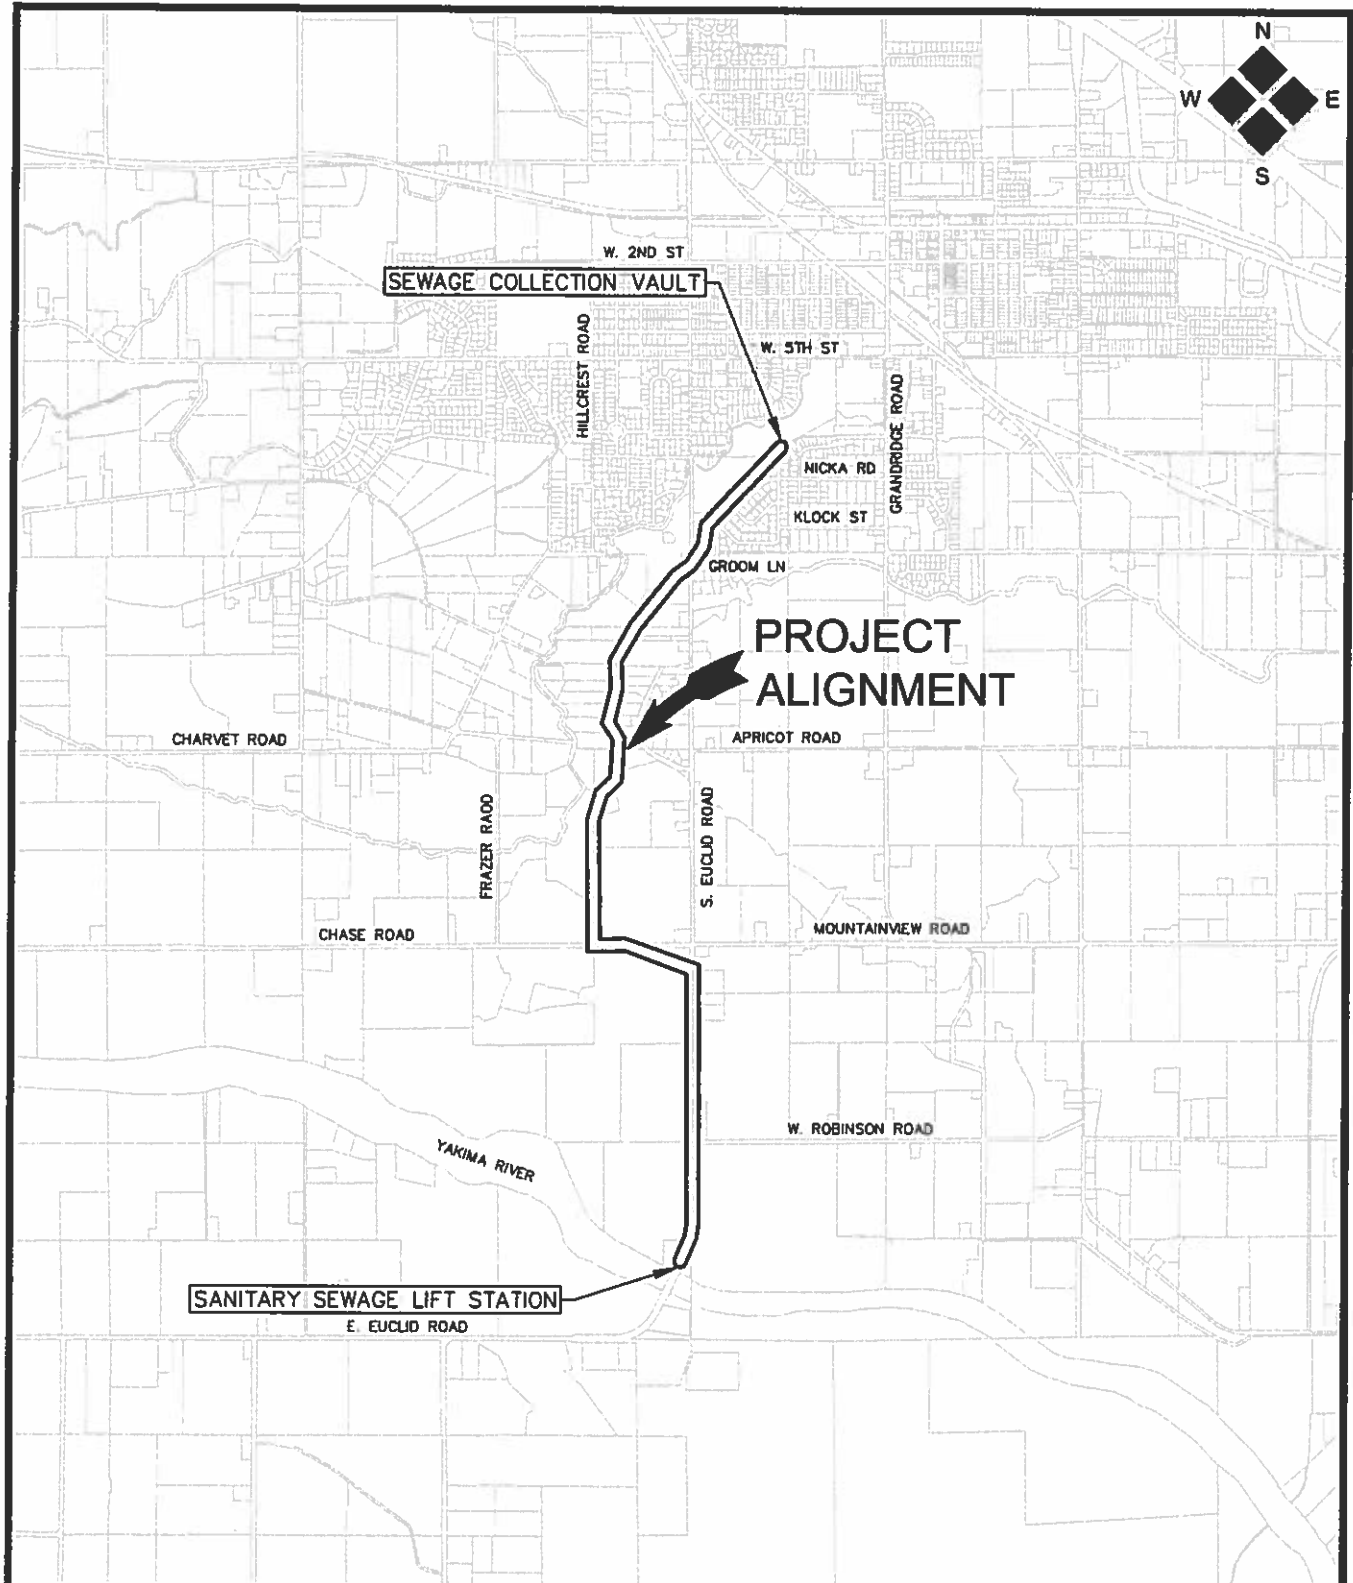 N
W E
S
W. 2ND ST
SEWAGE COLLECTION VAULT
HILLCREST ROAD
W. 5TH ST
GRANDRIDGE ROAD
NICKA RD
KLOCK ST
GROOM LN
PROJECT
ALIGNMENT
CHARVET ROAD
APRICOT ROAD
FRAZER RAOD
S. EUCLID ROAD
CHASE ROAD
MOUNTAINVIEW ROAD
W. ROBINSON ROAD
YAKIMA RIVER
SANITARY SEWAGE LIFT STATION
E. EUCLID ROAD